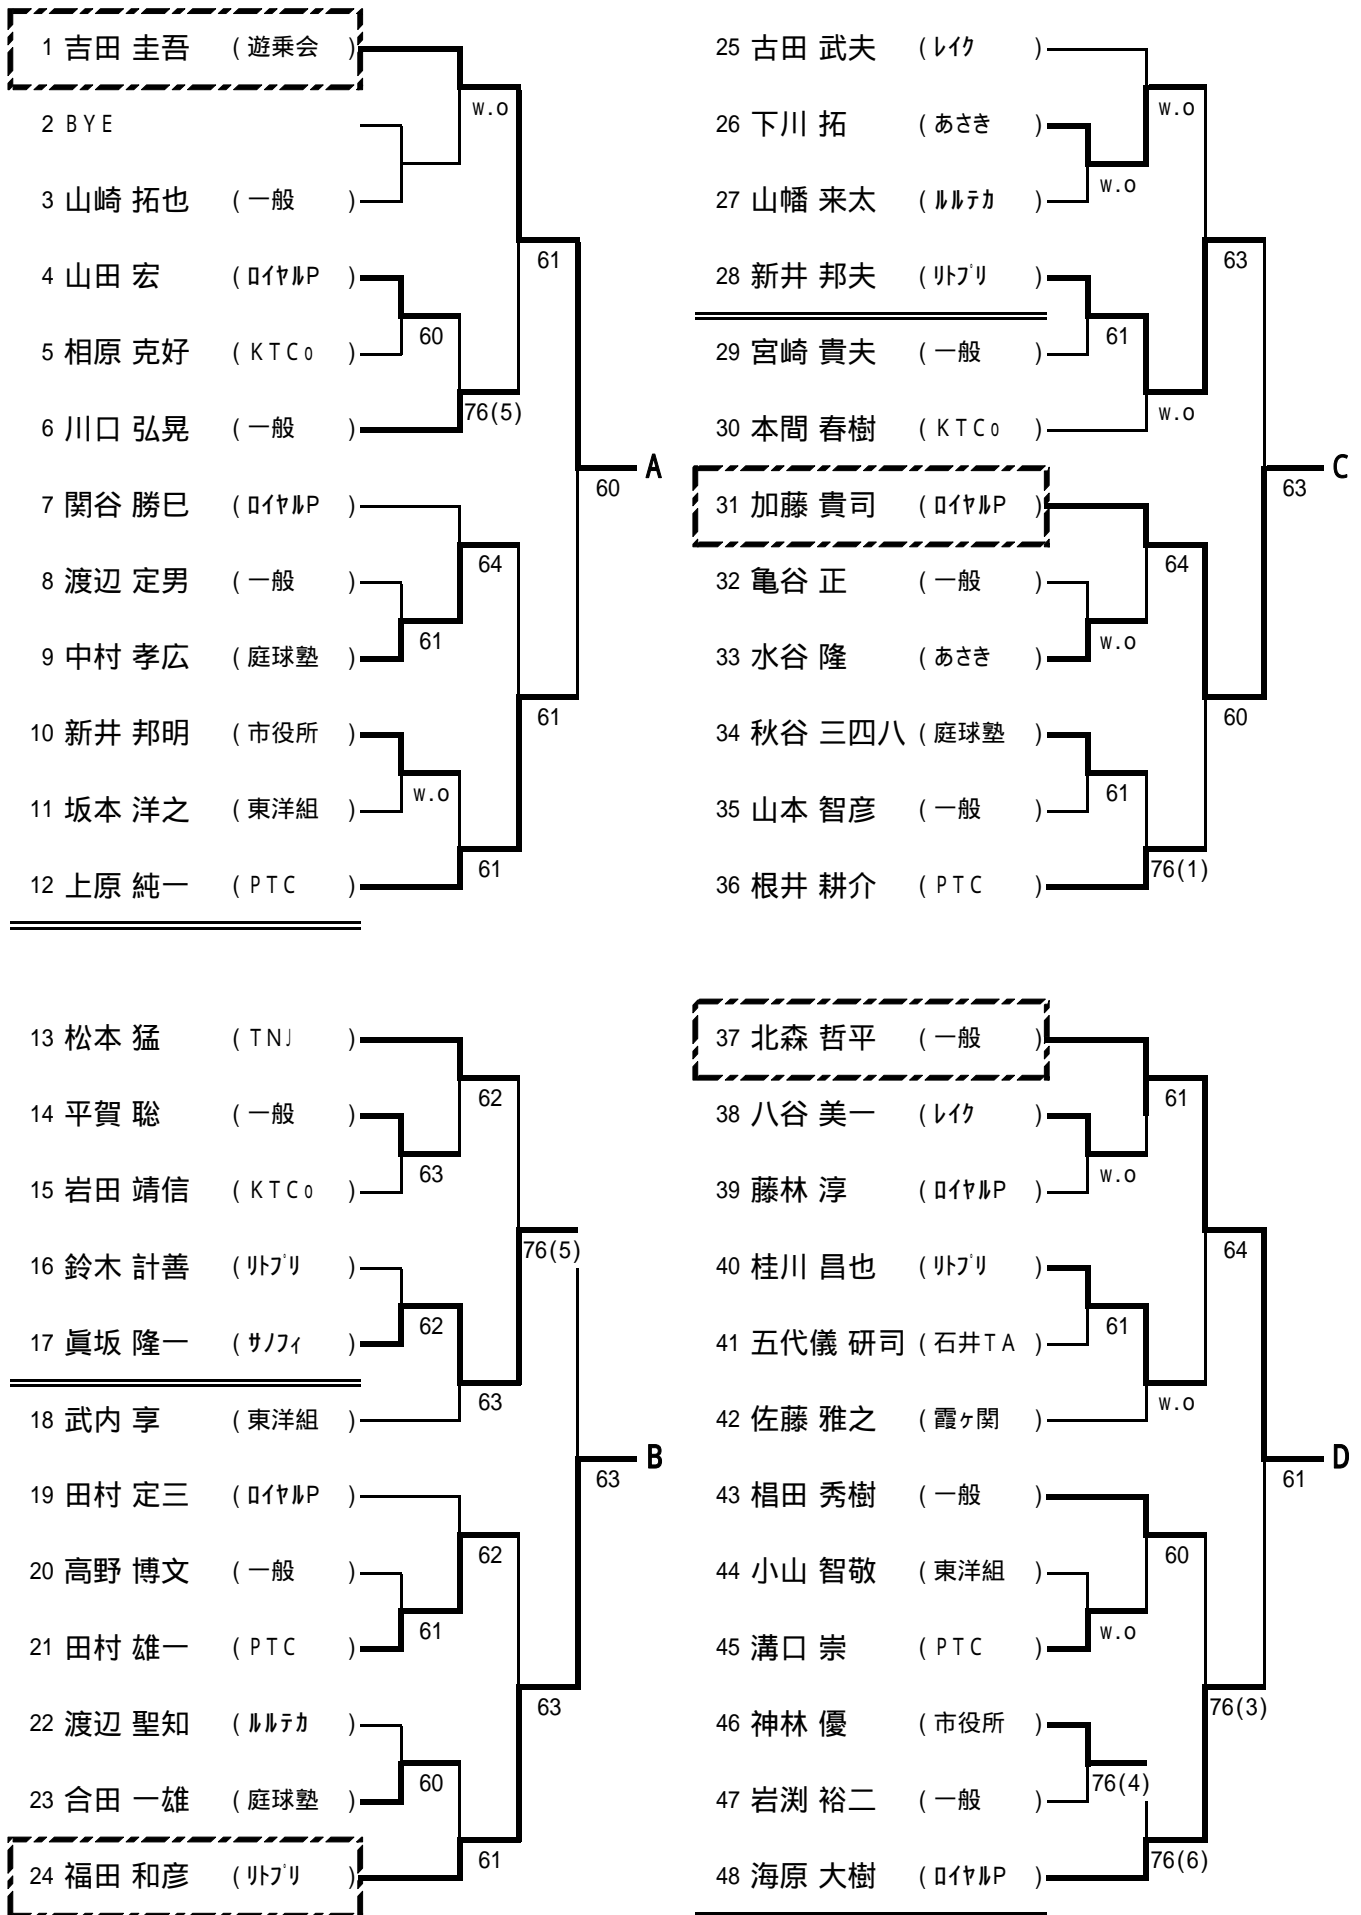 1 吉田 圭吾 ( 遊乗会 )
2 B Y E
w.o
3 山崎 拓也 ( 一般 )
61
4 山田 宏 ( ﾛｲﾔﾙP )
60
5 相原 克好 ( K T C o )
76(5)
6 川口 弘晃 ( 一般 )
60 A
7 関谷 勝巳 ( ﾛｲﾔﾙP )
64
8 渡辺 定男 ( 一般 )
61
9 中村 孝広 ( 庭球塾 )
61
10 新井 邦明 ( 市役所 )
w.o
11 坂本 洋之 ( 東洋組 )
61
12 上原 純一 ( P T C )
13 松本 猛 ( T N J )
62
14 平賀 聡 ( 一般 )
63
15 岩田 靖信 ( K T C o )
76(5)
16 鈴木 計善 ( ﾘﾄﾌﾟﾘ )
62
17 眞坂 隆一 ( ｻﾉﾌｨ )
63
18 武内 享 ( 東洋組 )
63 B
19 田村 定三 ( ﾛｲﾔﾙP )
62
20 高野 博文 ( 一般 )
61
21 田村 雄一 ( P T C )
63
22 渡辺 聖知 ( ﾙﾙﾃｶ )
60
23 合田 一雄 ( 庭球塾 )
61
24 福田 和彦 ( ﾘﾄﾌﾟﾘ )
25 古田 武夫 ( ﾚｲｸ )
w.o
26 下川 拓 ( あさき )
w.o
27 山幡 来太 ( ﾙﾙﾃｶ )
63
28 新井 邦夫 ( ﾘﾄﾌﾟﾘ )
61
29 宮崎 貴夫 ( 一般 )
w.o
30 本間 春樹 ( K T C o )
63 C
31 加藤 貴司 ( ﾛｲﾔﾙP )
64
32 亀谷 正 ( 一般 )
w.o
33 水谷 隆 ( あさき )
60
34 秋谷 三四八 ( 庭球塾 )
61
35 山本 智彦 ( 一般 )
76(1)
36 根井 耕介 ( P T C )
37 北森 哲平 ( 一般 )
61
38 八谷 美一 ( ﾚｲｸ )
w.o
39 藤林 淳 ( ﾛｲﾔﾙP )
64
40 桂川 昌也 ( ﾘﾄﾌﾟﾘ )
61
41 五代儀 研司 ( 石井T A )
w.o
42 佐藤 雅之 ( 霞ヶ関 )
61 D
43 椙田 秀樹 ( 一般 )
60
44 小山 智敬 ( 東洋組 )
w.o
45 溝口 崇 ( P T C )
76(3)
46 神林 優 ( 市役所 )
76(4)
47 岩渕 裕二 ( 一般 )
76(6)
48 海原 大樹 ( ﾛｲﾔﾙP )